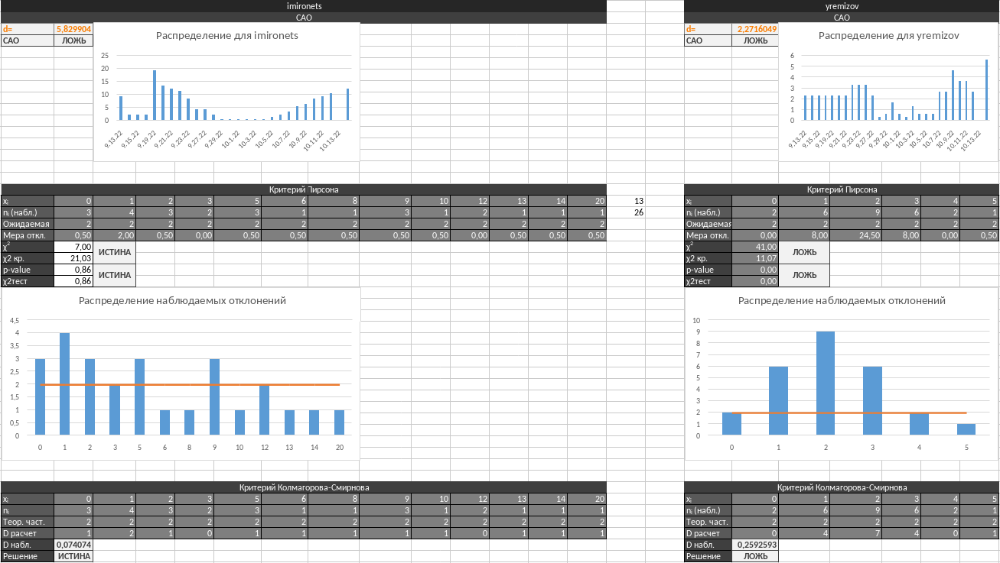 imironets yremizov
САО САО
d= 5,829904 d= 2,2716049
САО ЛОЖЬ САО ЛОЖЬ
Распределение для imironets
25
20
15
10
5
0
9.13.22 9.15.22 9.19.22 9.21.22 9.23.22 9.27.22 9.29.22 10.1.22 10.3.22 10.5.22 10.7.22 10.9.22 10.11.22 10.13.22
Распределение для yremizov
6
5
4
3
2
1
0
9.13.22 9.15.22 9.19.22 9.21.22 9.23.22 9.27.22 9.29.22 10.1.22 10.3.22 10.5.22 10.7.22 10.9.22 10.11.22 10.13.22
Критерий Пирсона
xᵢ 0 1 2 3 5 6 8 9 10 12 13 14 20 13
nᵢ (набл.) 3 4 3 2 3 1 1 3 1 2 1 1 1 26
Ожидаемая 2 2 2 2 2 2 2 2 2 2 2 2 2
Мера откл. 0,50 2,00 0,50 0,00 0,50 0,50 0,50 0,50 0,50 0,00 0,50 0,50 0,50
χ² 7,00 ИСТИНА
χ2 кр. 21,03
p-value 0,86 ИСТИНА
χ2тест 0,86
Критерий Пирсона
xᵢ 0 1 2 3 4 5
nᵢ (набл.) 2 6 9 6 2 1
Ожидаемая 2 2 2 2 2 2
Мера откл. 0,00 8,00 24,50 8,00 0,00 0,50
χ² 41,00 ЛОЖЬ
χ2 кр. 11,07
p-value 0,00 ЛОЖЬ
χ2тест 0,00
Распределение наблюдаемых отклонений
4,5
4
3,5
3
2,5
2
1,5
1
0,5
0
0 1 2 3 5 6 8 9 10 12 13 14 20
Распределение наблюдаемых отклонений
10
9
8
7
6
5
4
3
2
1
0
0 1 2 3 4 5
Критерий Колмагорова-Смирнова
xᵢ 0 1 2 3 5 6 8 9 10 12 13 14 20
nᵢ 3 4 3 2 3 1 1 3 1 2 1 1 1
Теор. част. 2 2 2 2 2 2 2 2 2 2 2 2 2
D расчет 1 2 1 0 1 1 1 1 1 0 1 1 1
D набл. 0,074074
Решение ИСТИНА
Критерий Колмагорова-Смирнова
xᵢ 0 1 2 3 4 5
nᵢ (набл.) 2 6 9 6 2 1
Теор. част. 2 2 2 2 2 2
D расчет 0 4 7 4 0 1
D набл. 0,2592593
Решение ЛОЖЬ